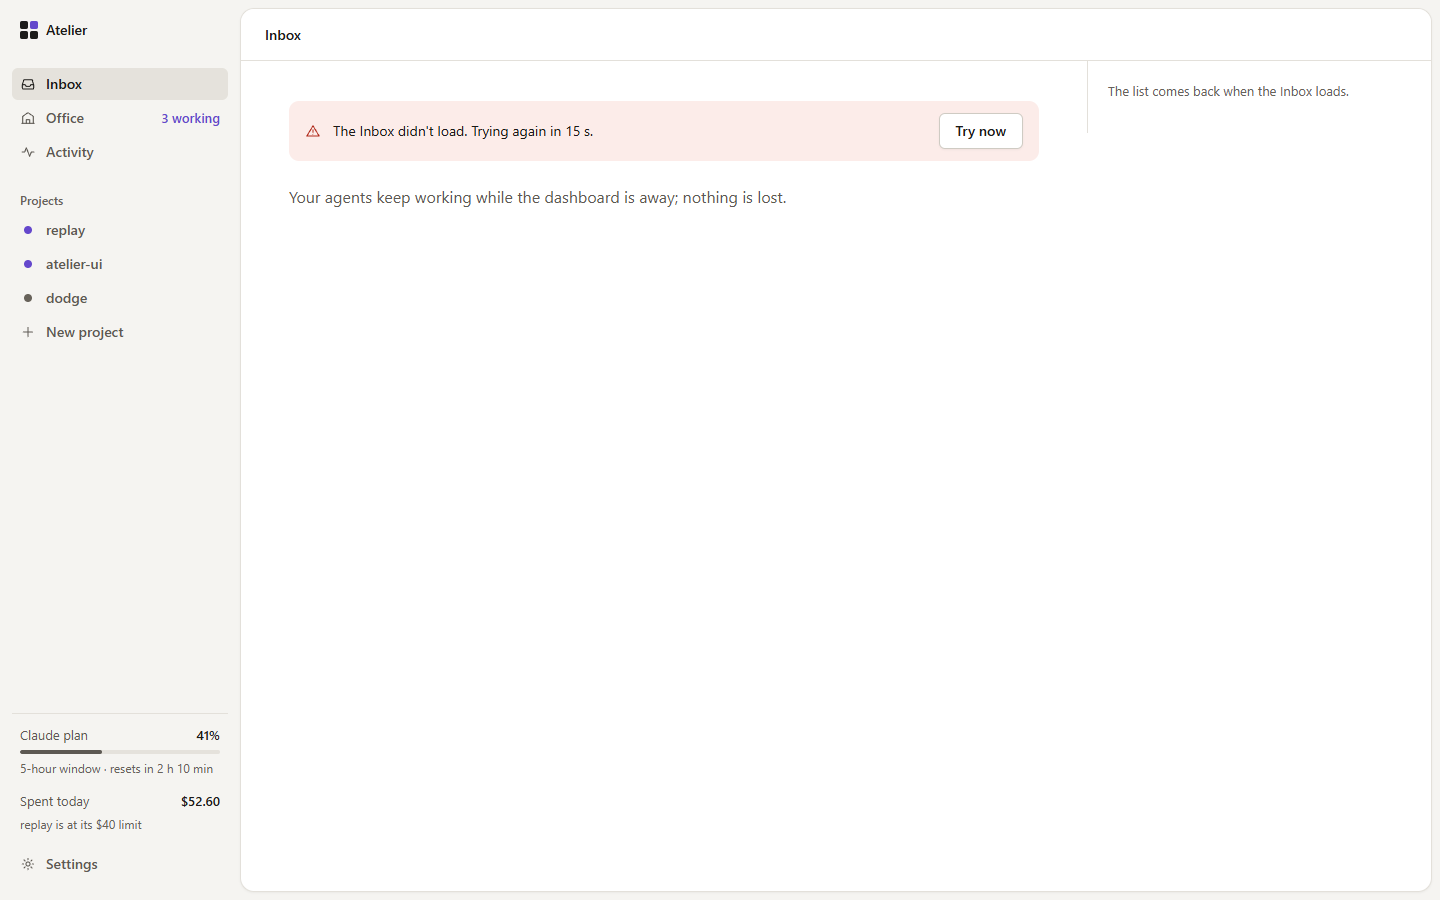 Atelier
Inbox
Office 3 working
Activity
Projects
replay
atelier-ui
dodge
New project
Claude plan 41%
5-hour window · resets in 2 h 10 min
Spent today $52.60
replay is at its $40 limit
Settings
Inbox
The Inbox didn't load. Trying again in 15 s. Try now
Your agents keep working while the dashboard is away; nothing is lost.
The list comes back when the Inbox loads.